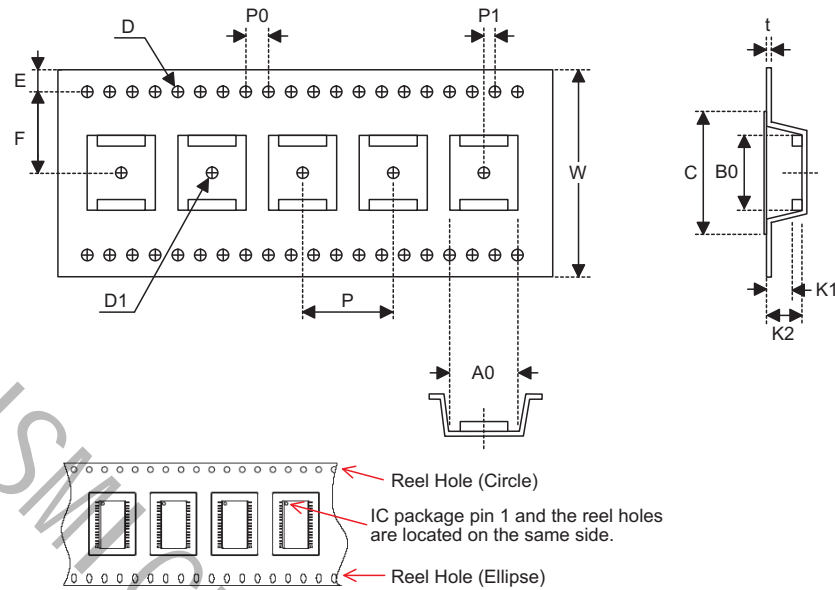 D
P0
P1
t
E
F
W
C
B0
D1
P
K1
K2
A0
Reel Hole (Circle)
IC package pin 1 and the reel holes
are located on the same side.
Reel Hole (Ellipse)